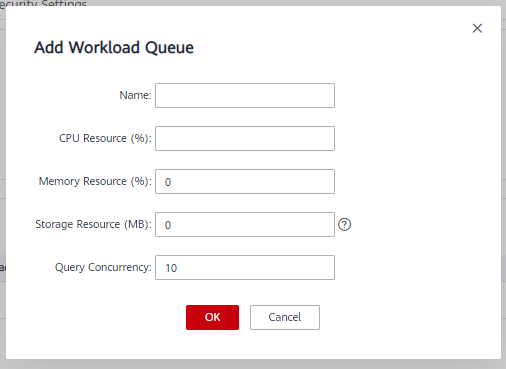 ecurity Settings
Add Workload Queue
Name:
CPU Resource (%):
Memory Resource (%): 0
Storage Resource (MB): 0 ?
Query Concurrency: 10
OK Cancel